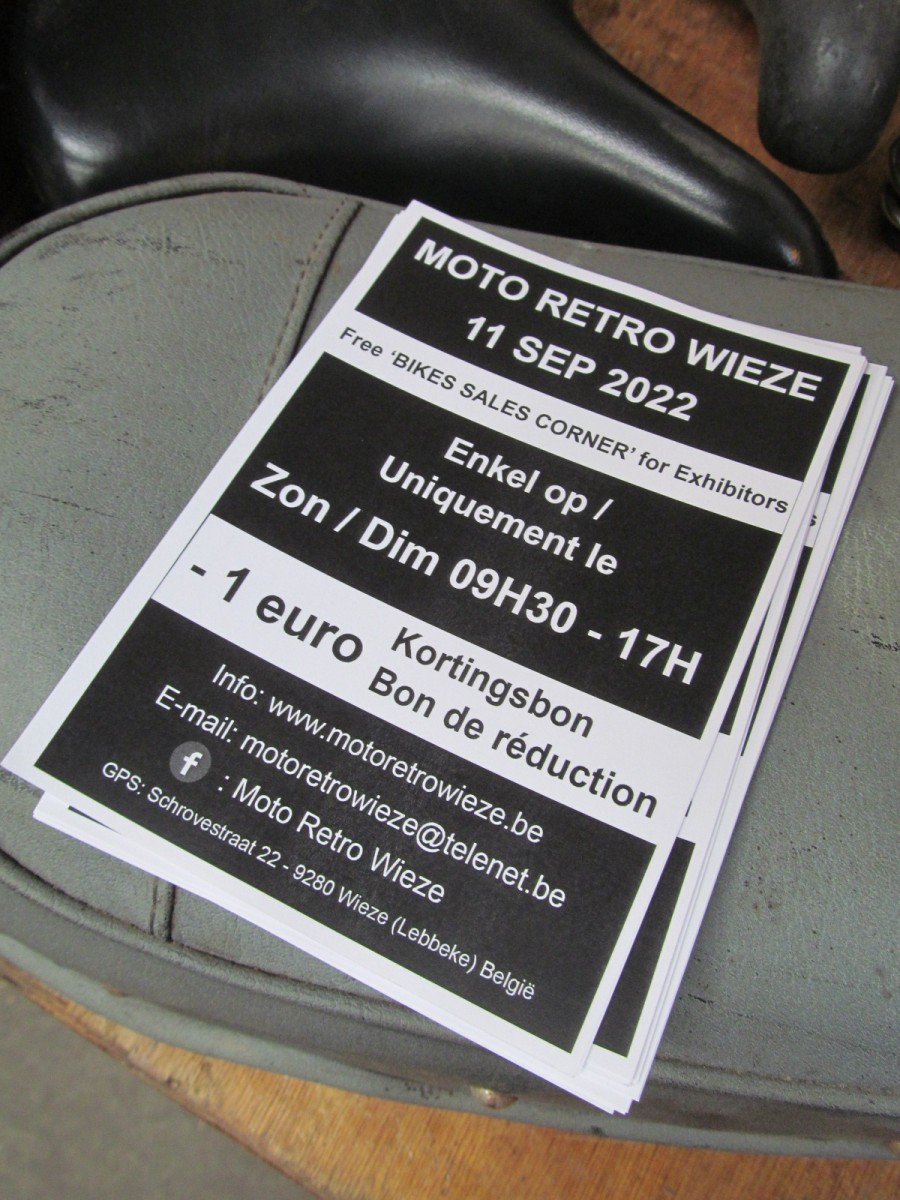 MOTO RETRO WIEZE
11 SEP 2022
Free 'BIKES SALES CORNER' for Exhibitors
Enkel op /
Uniquement le
Zon / Dim 09H30 - 17H
- 1 euro
Kortingsbon
Bon de réduction
Info: www.motoretrowieze.be
E-mail: motoretrowieze@telenet.be
f : Moto Retro Wieze
GPS: Schrovestraat 22 - 9280 Wieze (Lebbeke) België
s